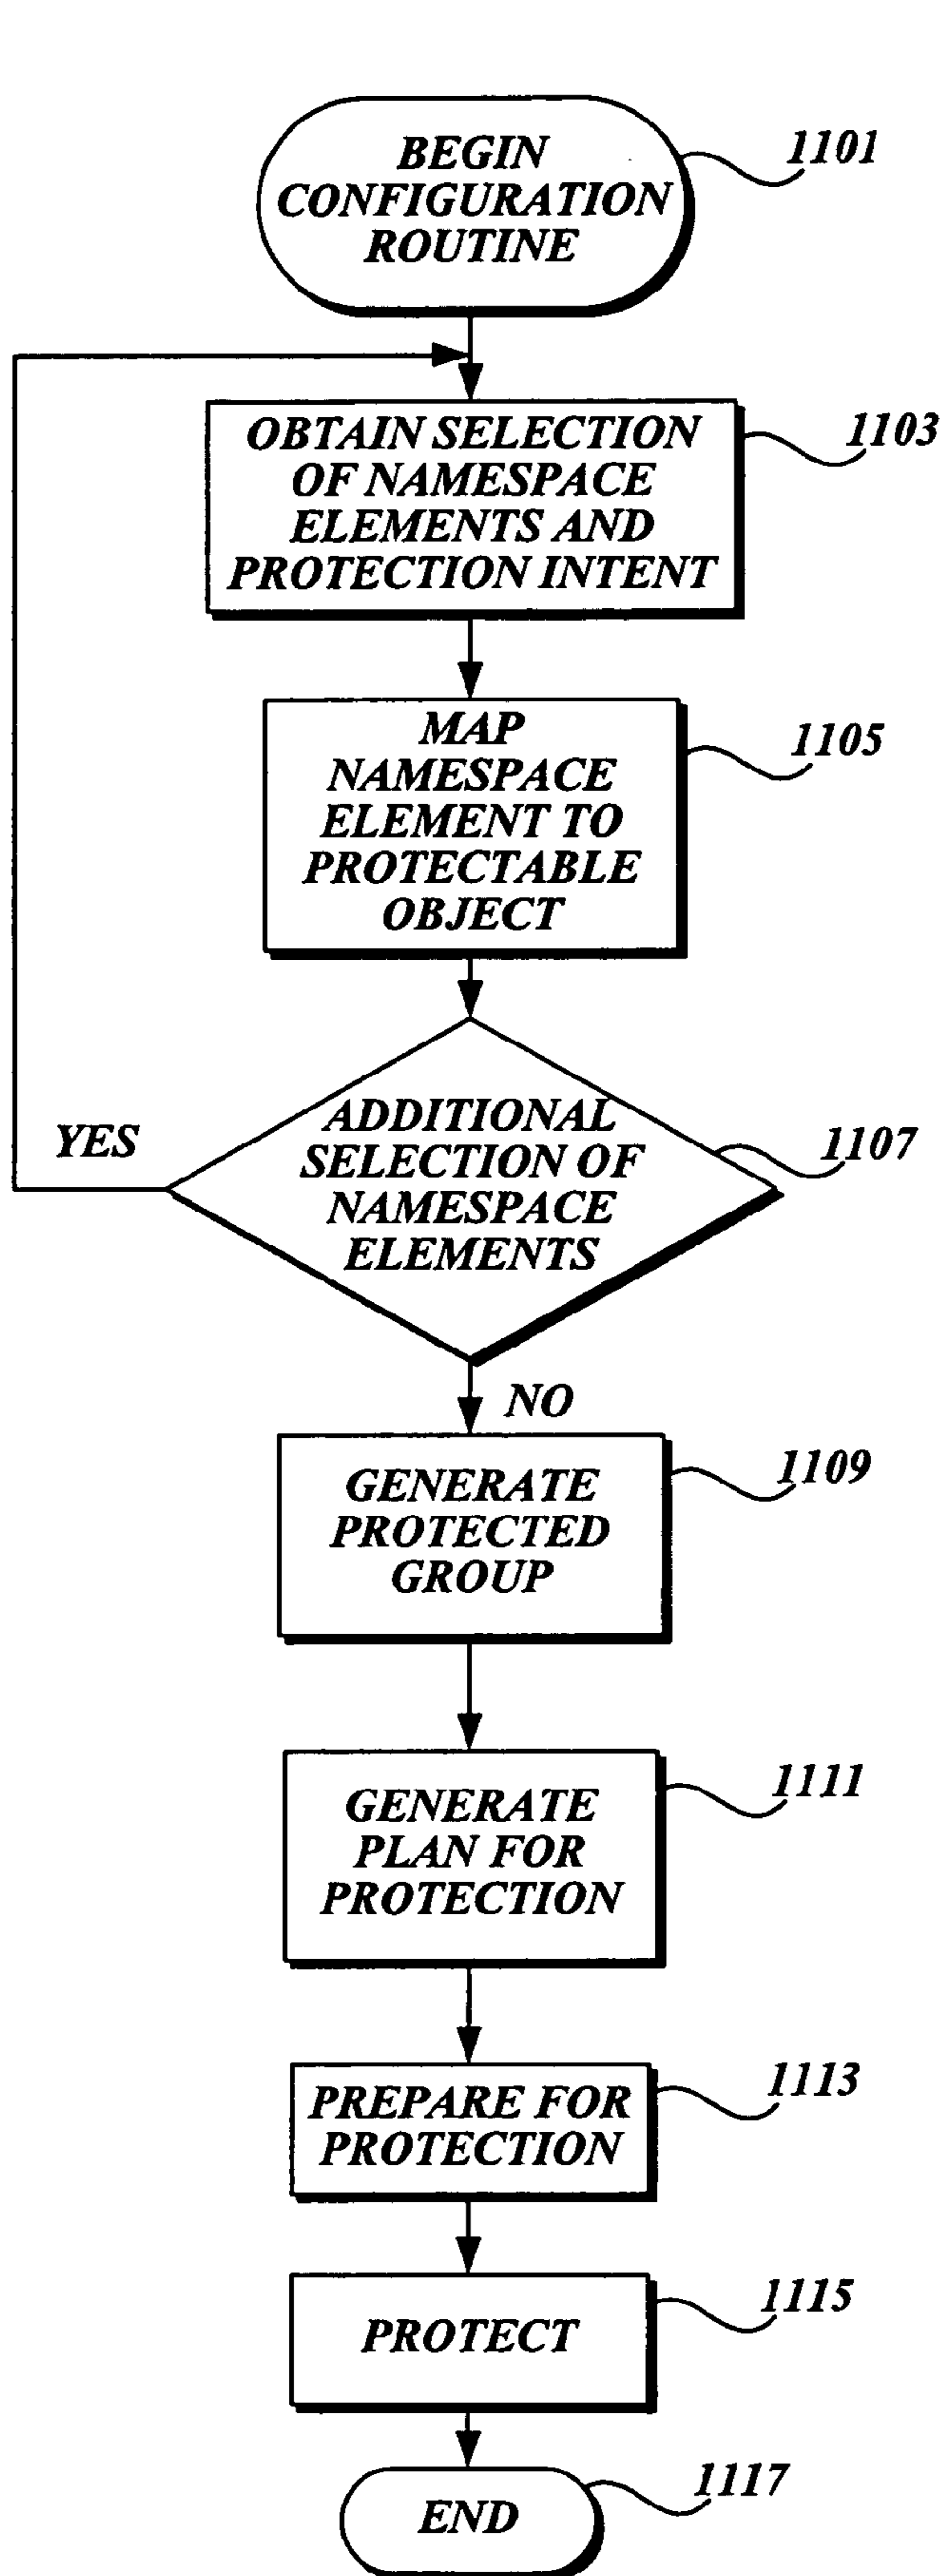 BEGIN
CONFIGURATION
ROUTINE
1101
OBTAIN SELECTION
OF NAMESPACE
ELEMENTS AND
PROTECTION INTENT
1103
MAP
NAMESPACE
ELEMENT TO
PROTECTABLE
OBJECT
1105
ADDITIONAL
SELECTION OF
NAMESPACE
ELEMENTS
1107
YES
NO
GENERATE
PROTECTED
GROUP
1109
GENERATE
PLAN FOR
PROTECTION
1111
PREPARE FOR
PROTECTION
1113
PROTECT
1115
END
1117